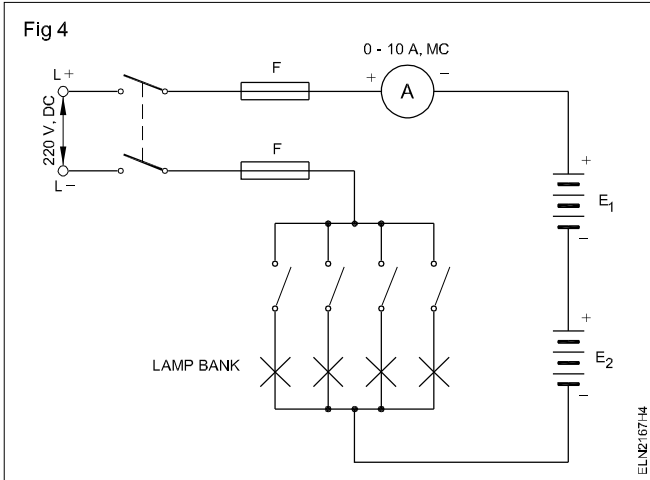 Fig 4
0 - 10 A, MC
L +
F
+
A
−
220 V, DC
L −
F
+
E1
−
LAMP BANK
+
E2
−
ELN2167H4